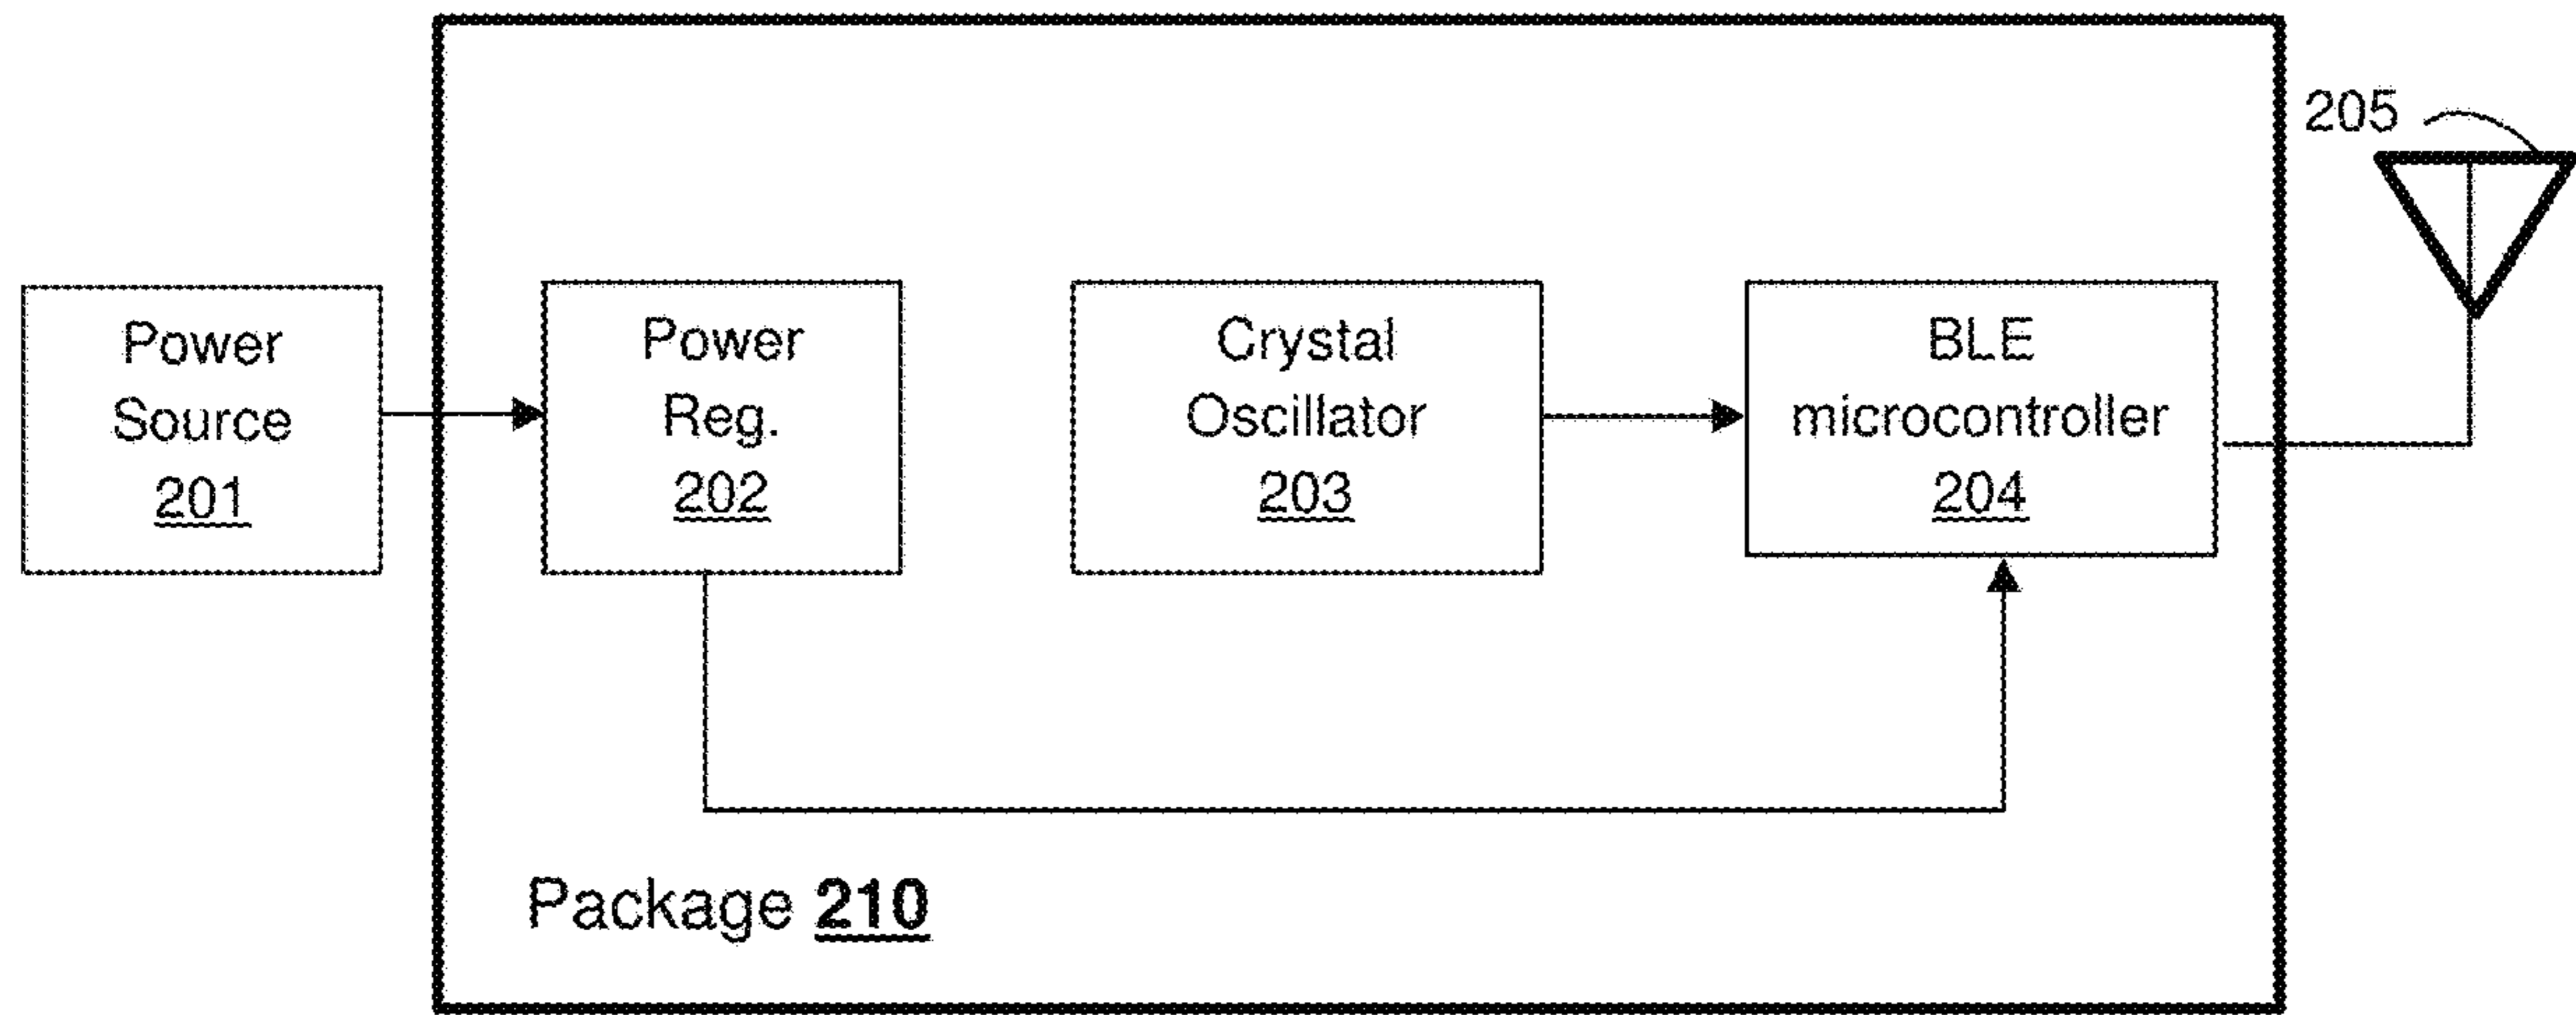 205
Power
Source
201
Power
Reg.
202
Crystal
Oscillator
203
BLE
microcontroller
204
Package 210